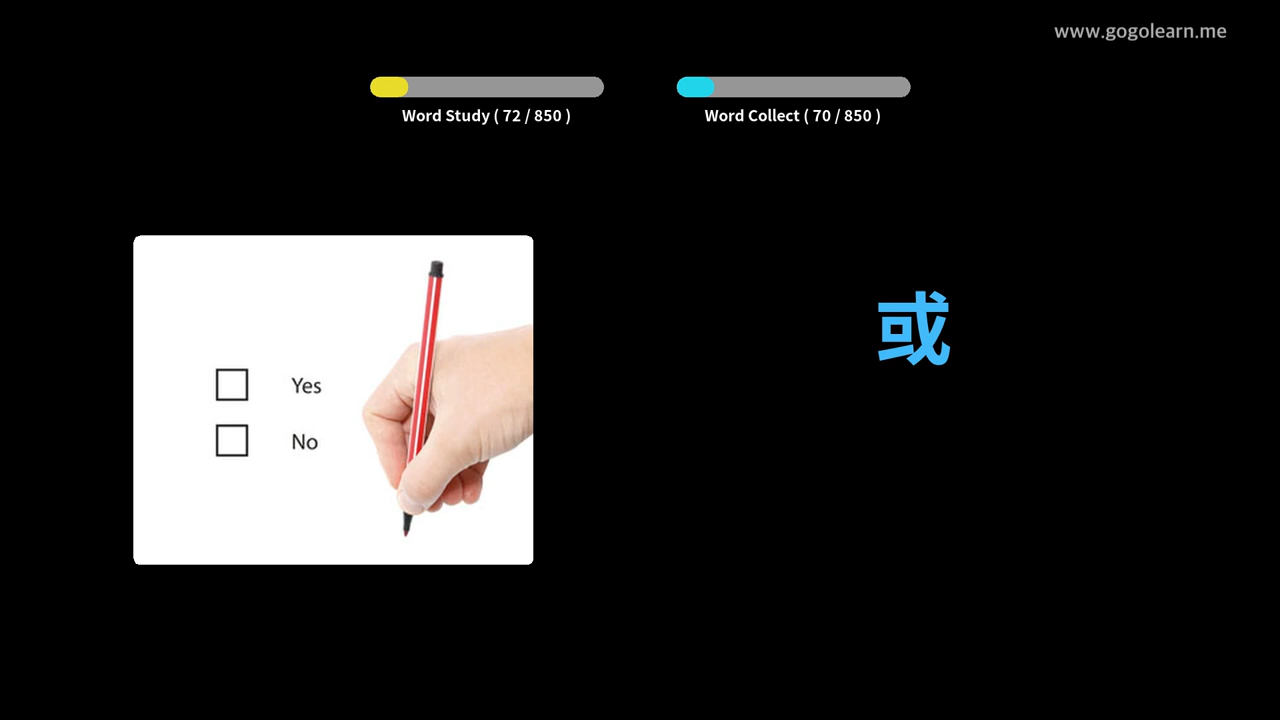 www.gogolearn.me
Word Study ( 72 / 850 )
Word Collect ( 70 / 850 )
Yes
No
或